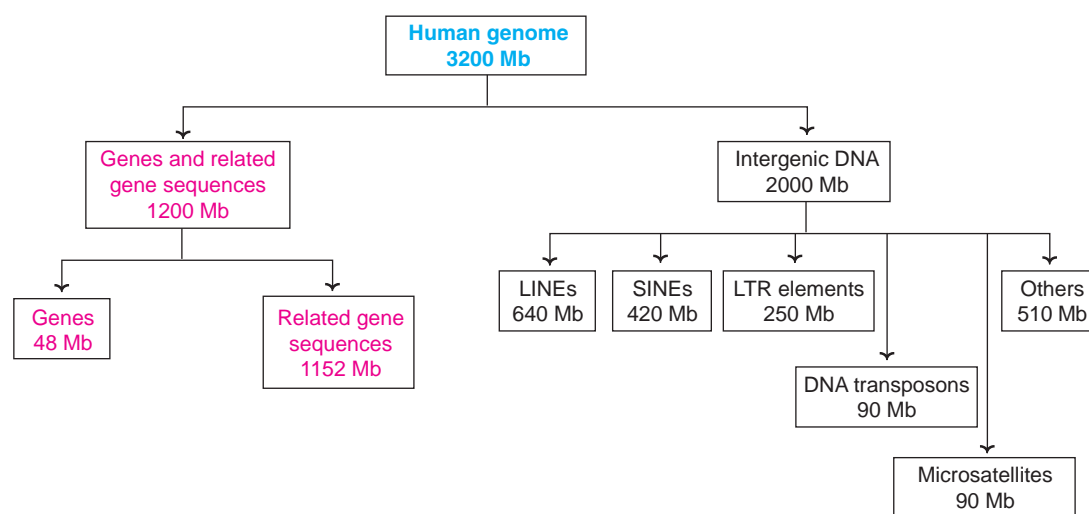 Human genome
3200 Mb
Genes and related
gene sequences
1200 Mb
Intergenic DNA
2000 Mb
Genes
48 Mb
Related gene
sequences
1152 Mb
LINEs
640 Mb
SINEs
420 Mb
LTR elements
250 Mb
Others
510 Mb
DNA transposons
90 Mb
Microsatellites
90 Mb